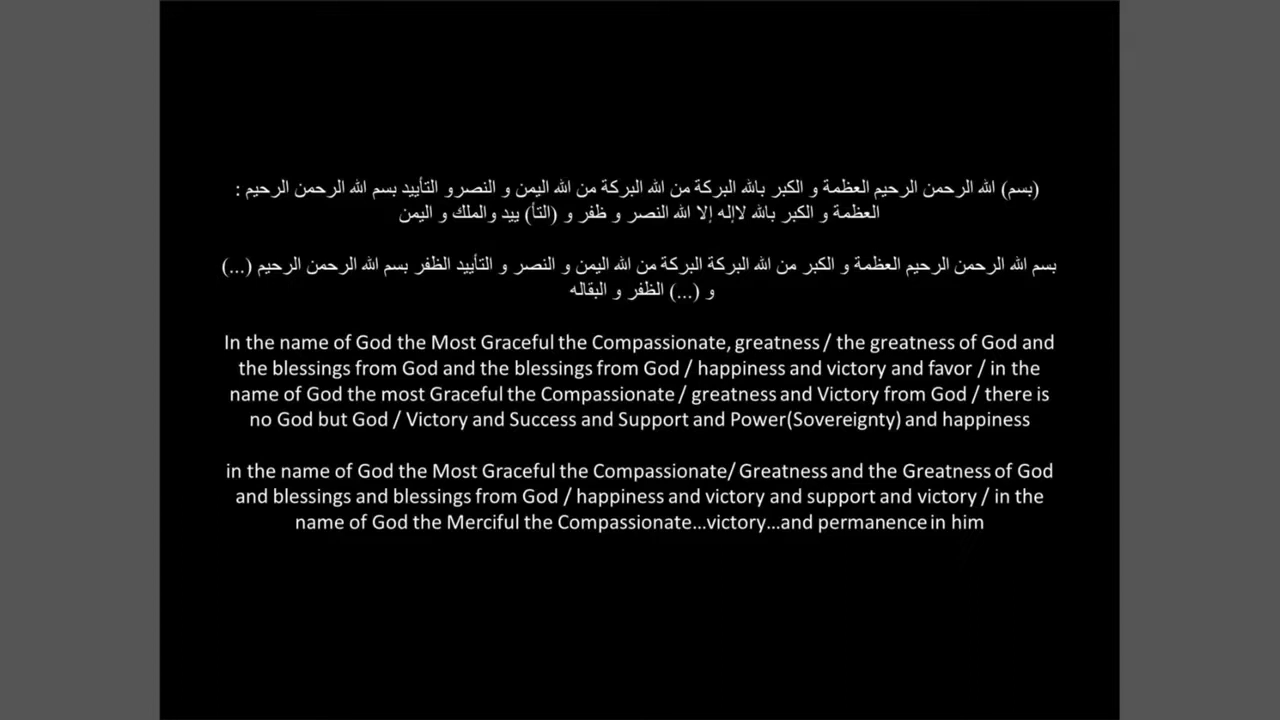 (بسم) الله الرحمن الرحيم العظمة و الكبر بالله البركة من الله البركة من الله اليمن و النصرو التأييد بسم الله الرحمن الرحيم :
العظمة و الكبر بالله لاإله إلا الله النصر و ظفر و (التأ) ييد والملك و اليمن
بسم الله الرحمن الرحيم العظمة و الكبر من الله البركة البركة من الله اليمن و النصر و التأييد الظفر بسم الله الرحمن الرحيم (...)
و (...) الظفر و البقاله
In the name of God the Most Graceful the Compassionate, greatness / the greatness of God and
the blessings from God and the blessings from God / happiness and victory and favor / in the
name of God the most Graceful the Compassionate / greatness and Victory from God / there is
no God but God / Victory and Success and Support and Power(Sovereignty) and happiness
in the name of God the Most Graceful the Compassionate/ Greatness and the Greatness of God
and blessings and blessings from God / happiness and victory and support and victory / in the
name of God the Merciful the Compassionate...victory...and permanence in him